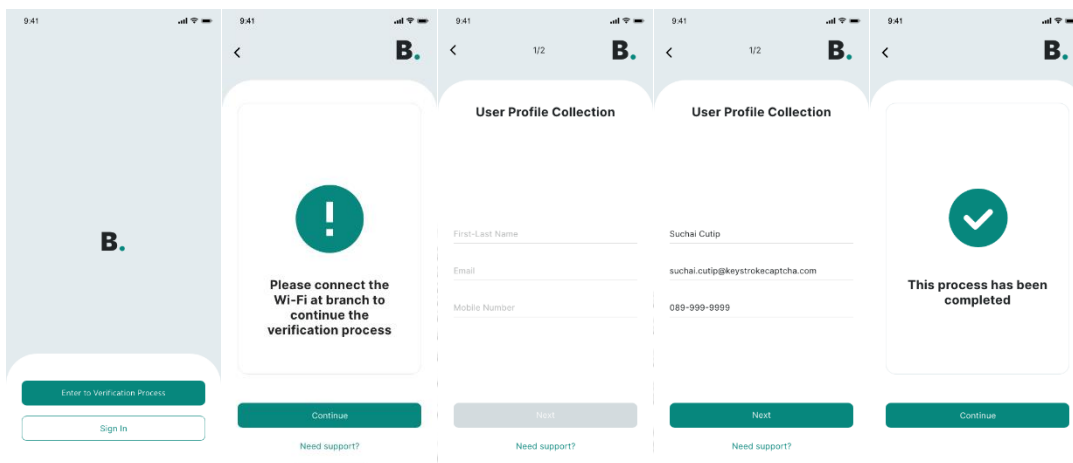 9:41
B.
Enter to Verification Process
Sign In
9:41
B.
Please connect the
Wi-Fi at branch to
continue the
verification process
Continue
Need support?
9:41
1/2
B.
User Profile Collection
First-Last Name
Email
Moblie Number
Next
Need support?
9:41
1/2
B.
User Profile Collection
Suchai Cutip
suchai.cutip@keystrokecaptcha.com
089-999-9999
Next
Need support?
9:41
B.
This process has been
completed
Continue